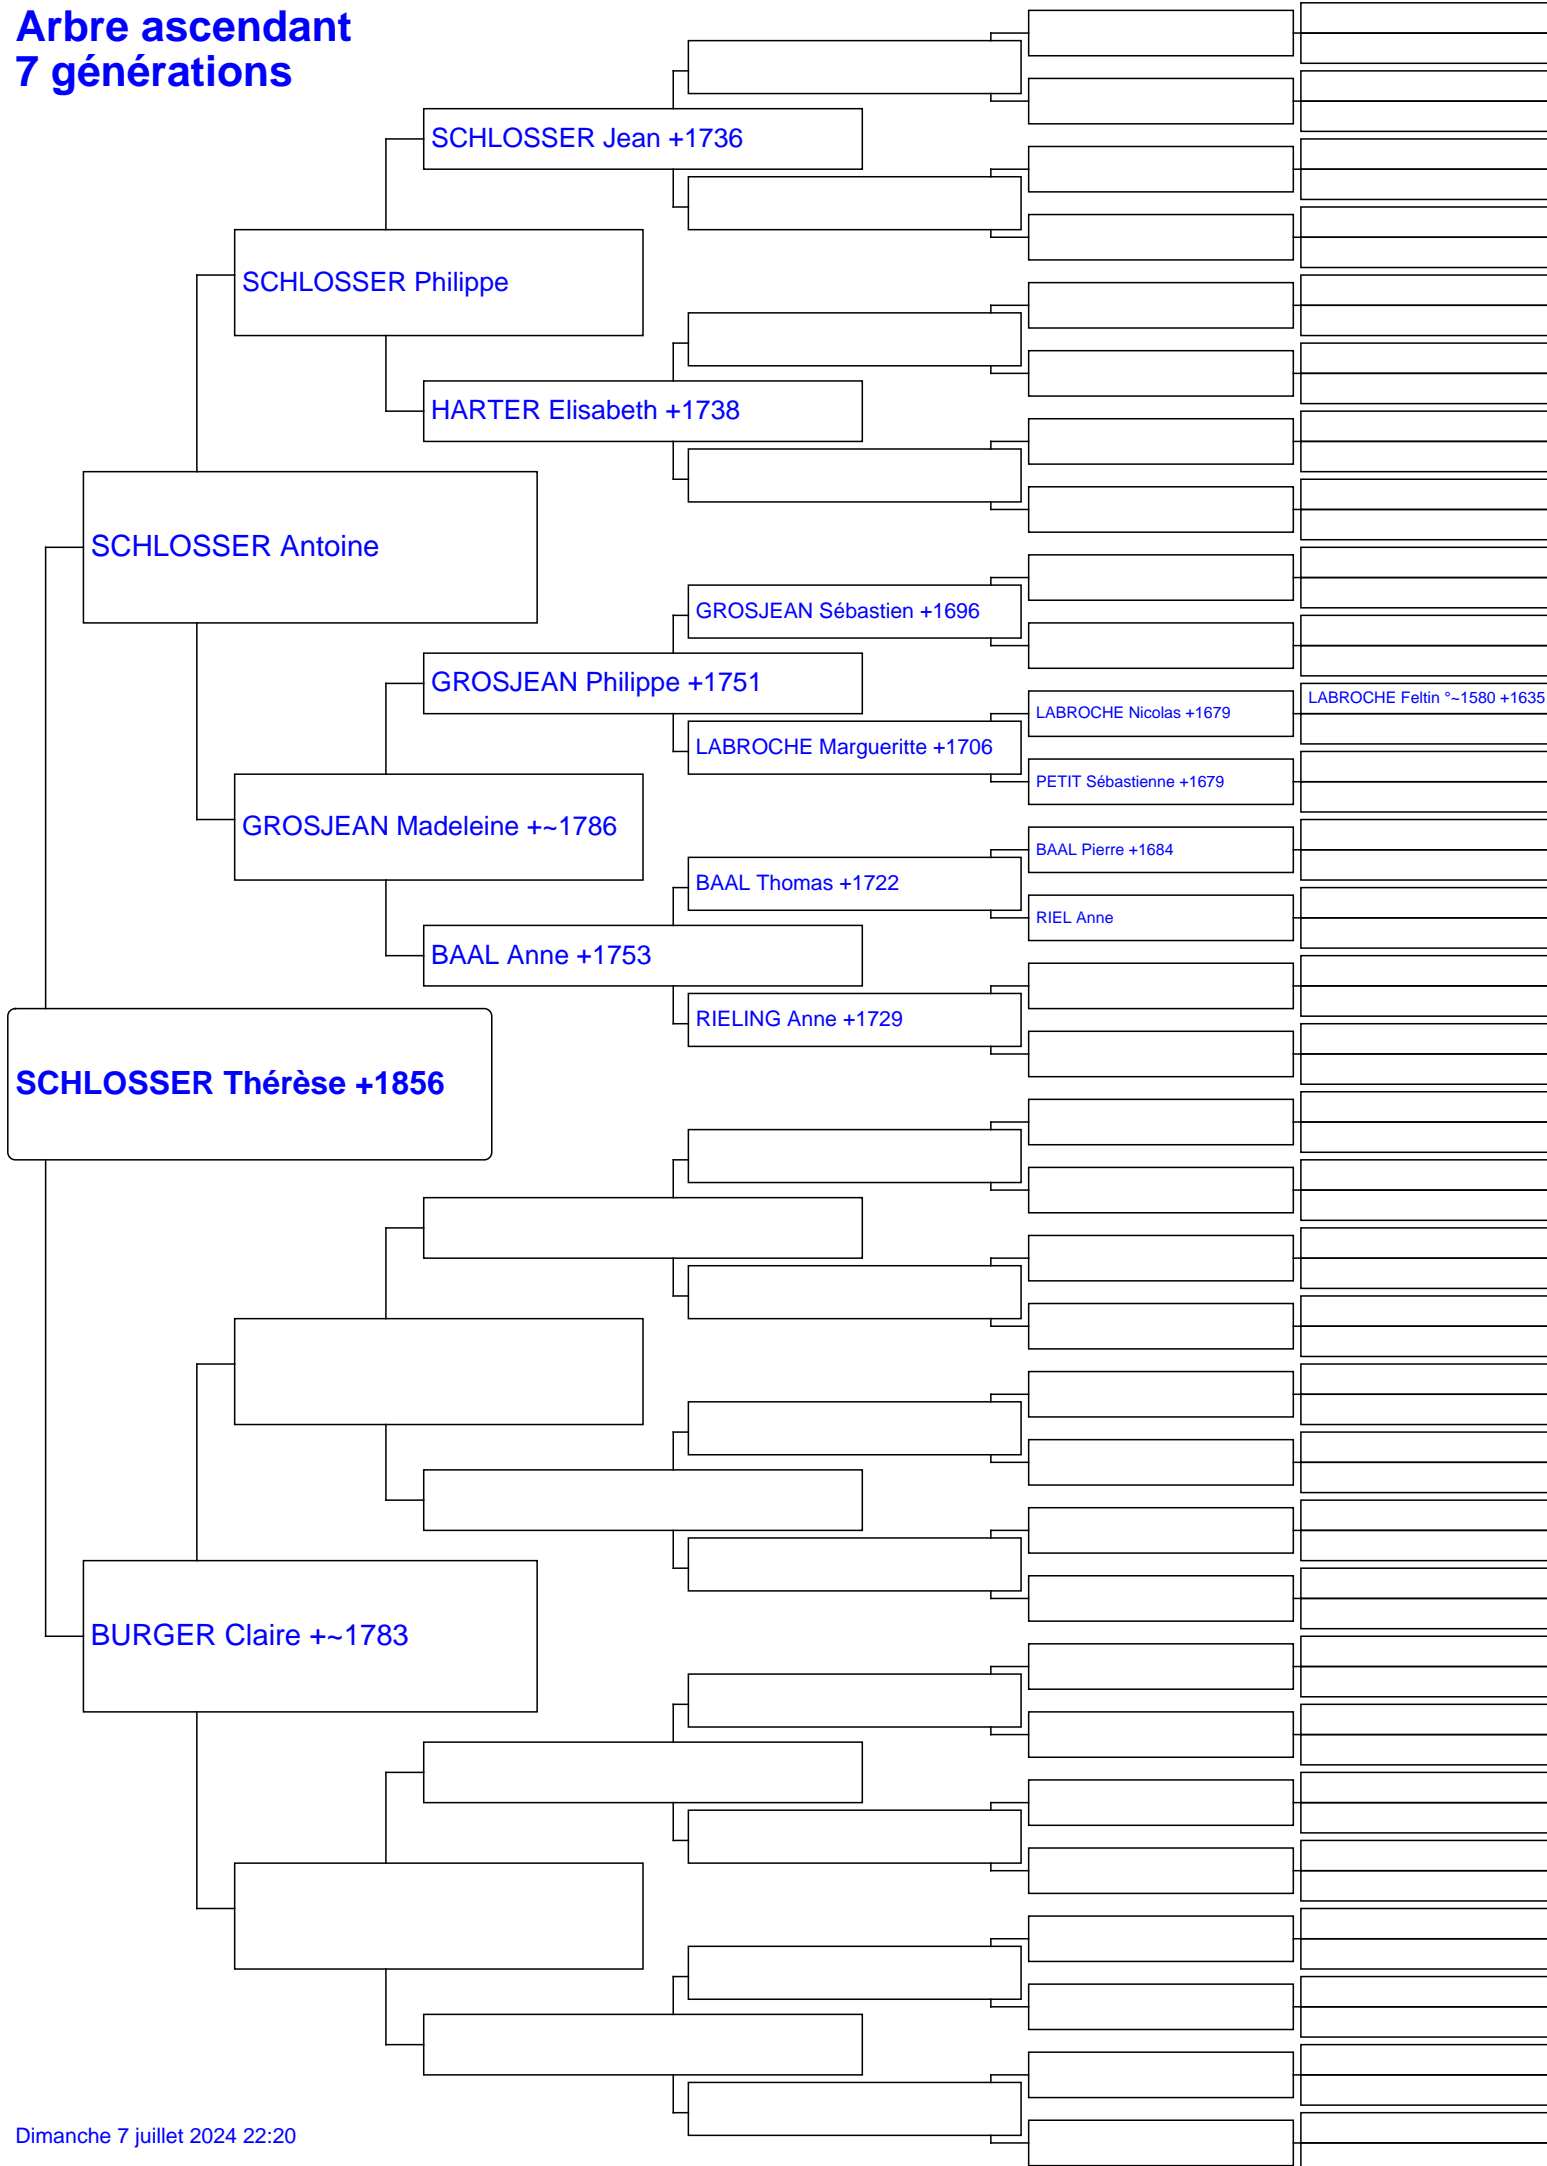 Arbre ascendant
7 générations
SCHLOSSER Jean +1736
SCHLOSSER Philippe
HARTER Elisabeth +1738
SCHLOSSER Antoine
GROSJEAN Sébastien +1696
GROSJEAN Philippe +1751
LABROCHE Nicolas +1679
LABROCHE Feltin °~1580 +1635
LABROCHE Margueritte +1706
PETIT Sébastienne +1679
GROSJEAN Madeleine +~1786
BAAL Pierre +1684
BAAL Thomas +1722
RIEL Anne
BAAL Anne +1753
RIELING Anne +1729
SCHLOSSER Thérèse +1856
BURGER Claire +~1783
Dimanche 7 juillet 2024 22:20